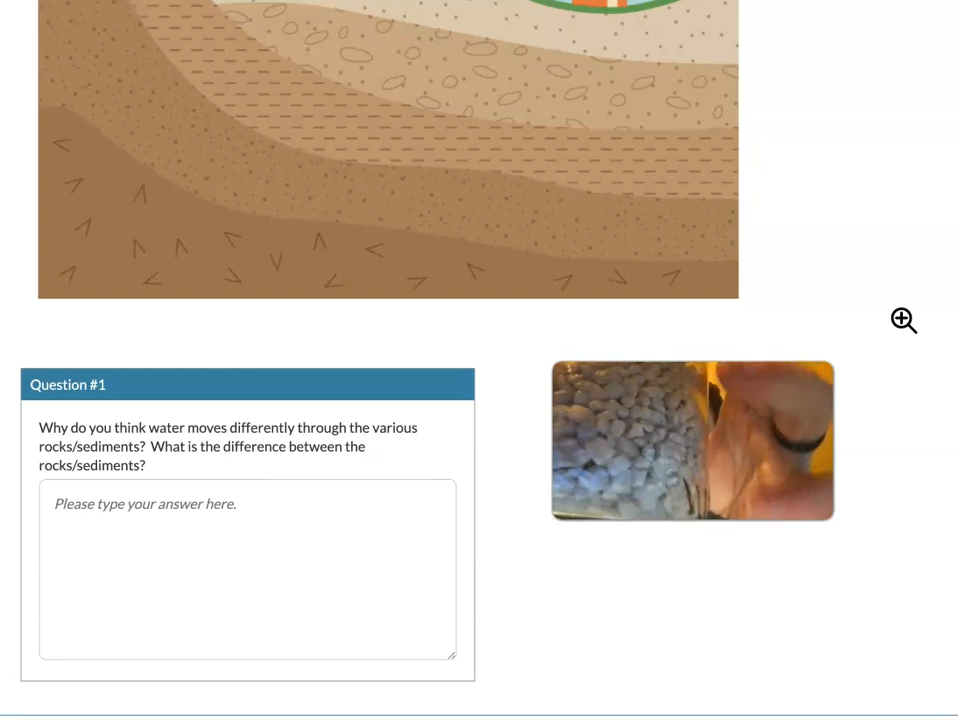 Question #1
Why do you think water moves differently through the various
rocks/sediments? What is the difference between the
rocks/sediments?
Please type your answer here.